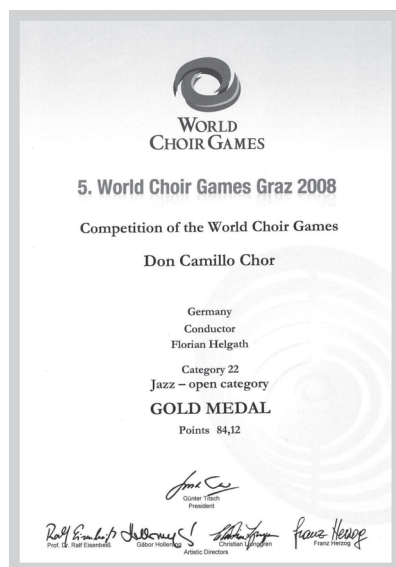 WORLD
CHOIR GAMES
5. World Choir Games Graz 2008
Competition of the World Choir Games
Don Camillo Chor
Germany
Conductor
Florian Helgath
Category 22
Jazz – open category
GOLD MEDAL
Points 84,12
Günter Titsch
President
Prof. Dr. Ralf Eisenbeiß Gábor Hollerung Christian Ljunggren Franz Herzog
Artistic Directors